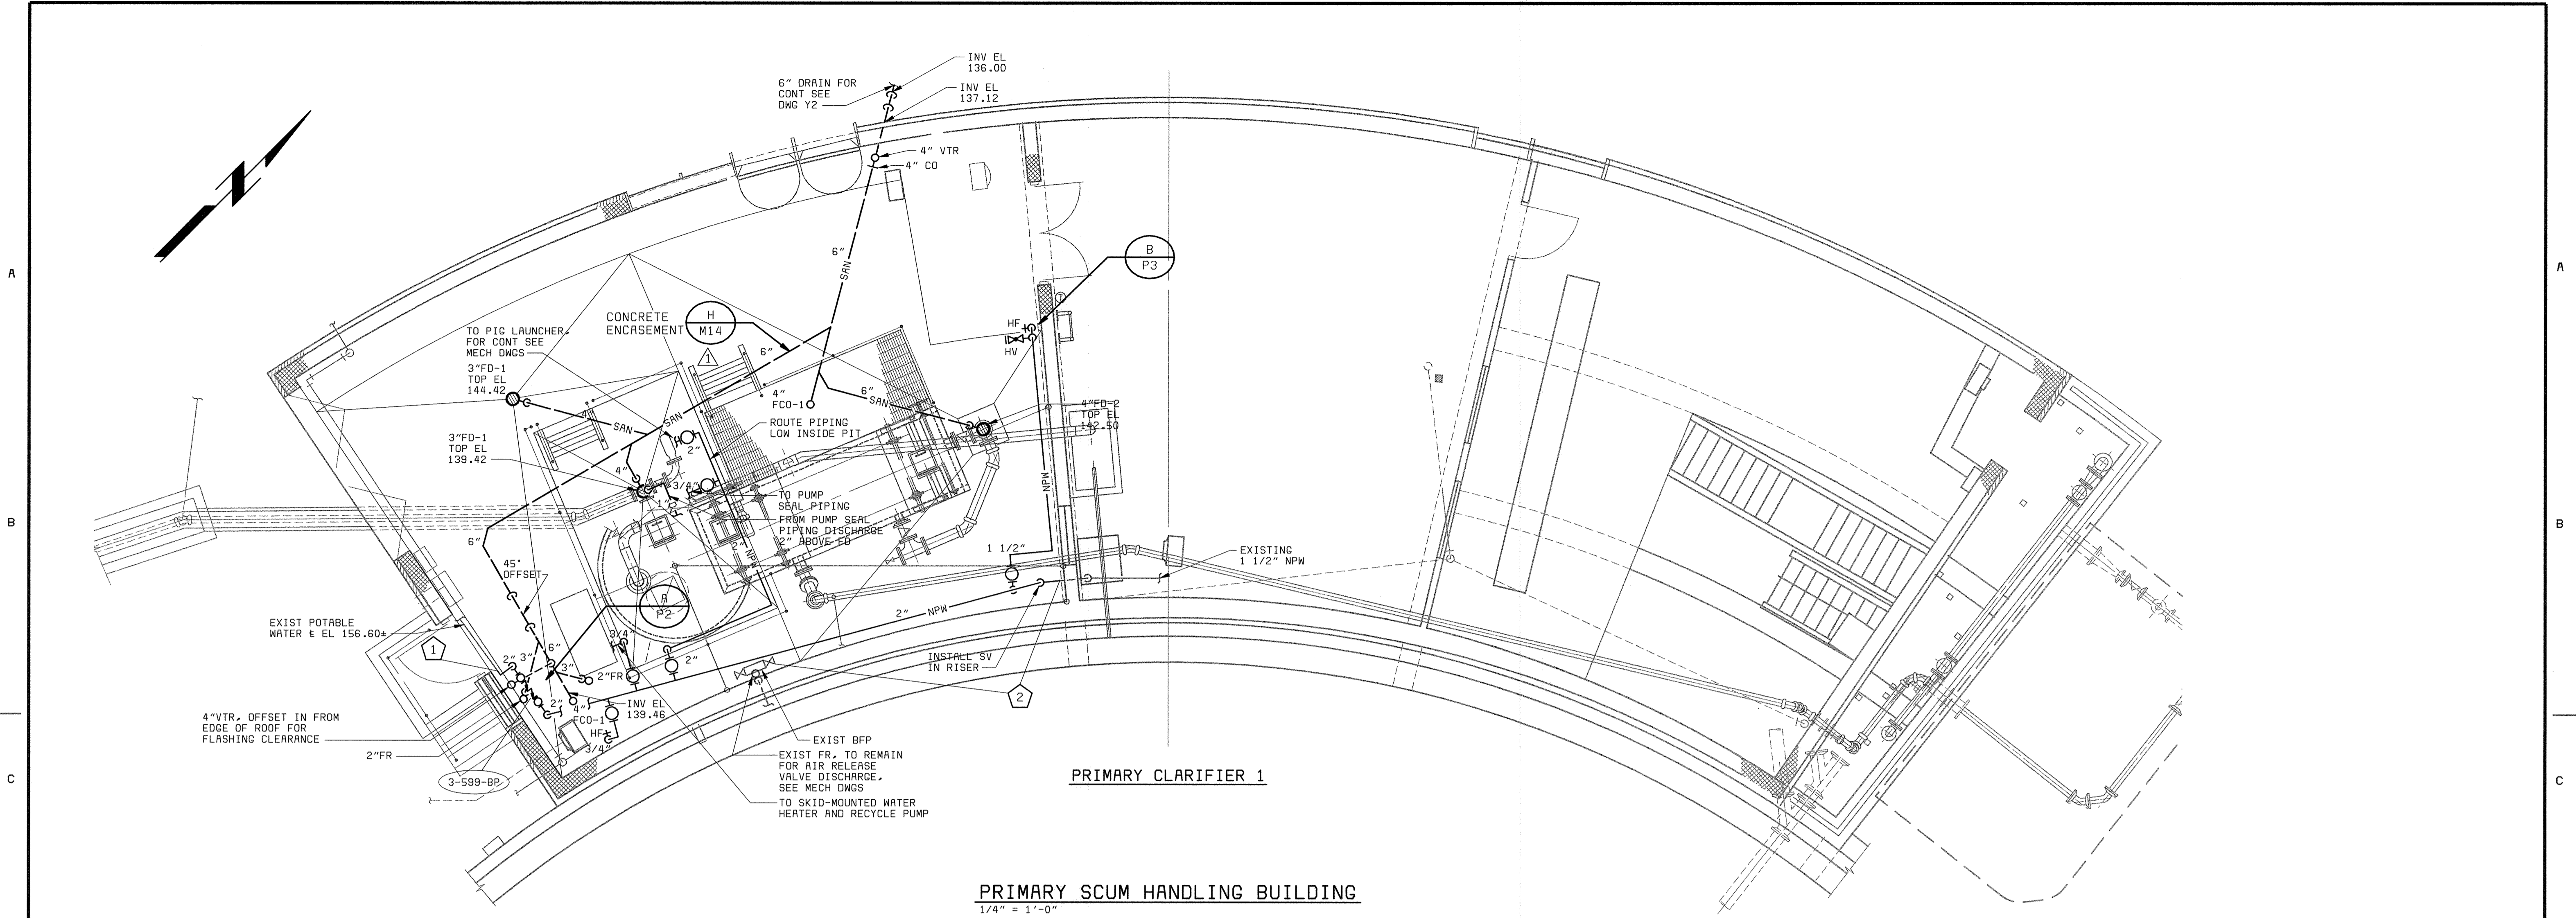 INV EL
136.00
6" DRAIN FOR
CONT SEE
DWG Y2
INV EL
137.12
4" VTR
4" CO
6"
SAN
B
P3
A
A
CONCRETE
ENCASEMENT
H
M14
1
TO PIG LAUNCHER,
FOR CONT SEE
MECH DWGS
3"FD-1
TOP EL
144.42
6"
HF
HV
4"
FCO-1
6"
SAN
4"
SAN
SAN
4"FD-2
TOP EL
142.50
ROUTE PIPING
LOW INSIDE PIT
2"
3"FD-1
TOP EL
139.42
4"
3/4"
1"
TO PUMP
SEAL PIPING
FROM PUMP SEAL
PIPING DISCHARGE
2" ABOVE FD
NPW
B
B
6"
45°
OFFSET
2"
NPW
1 1/2"
EXISTING
1 1/2" NPW
A
P2
2"
NPW
EXIST POTABLE
WATER ℄ EL 156.60±
1
3/4"
2"
3"
6"
3"
2"FR
2"
INSTALL SV
IN RISER
2
2"
4"
FCO-1
INV EL
139.46
HF
3/4"
4"VTR, OFFSET IN FROM
EDGE OF ROOF FOR
FLASHING CLEARANCE
2"FR
3-599-BP
EXIST BFP
EXIST FR, TO REMAIN
FOR AIR RELEASE
VALVE DISCHARGE,
SEE MECH DWGS
TO SKID-MOUNTED WATER
HEATER AND RECYCLE PUMP
C
C
PRIMARY CLARIFIER 1
PRIMARY SCUM HANDLING BUILDING
1/4" = 1'-0"